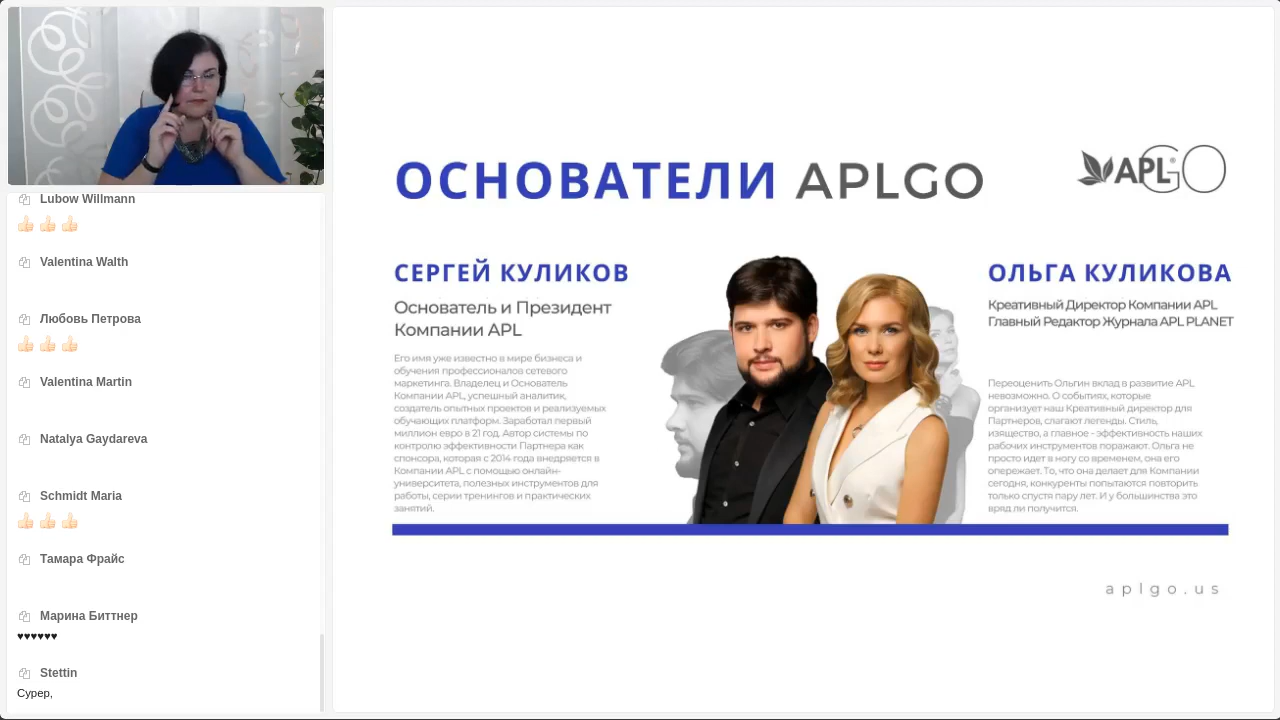 Lubow Willmann
Valentina Walth
Любовь Петрова
Valentina Martin
Natalya Gaydareva
Schmidt Maria
Тамара Фрайс
Марина Биттнер
♥♥♥♥♥♥
Stettin
Сурер,
ОСНОВАТЕЛИ APLGO
APLGO
СЕРГЕЙ КУЛИКОВ
Основатель и Президент
Компании APL
Его имя уже известно в мире бизнеса и
обучения профессионалов сетевого
маркетинга. Владелец и Основатель
Компании APL, успешный аналитик,
создатель опытных проектов и реализуемых
обучающих платформ. Заработал первый
миллион евро в 21 год. Автор системы по
контролю эффективности Партнера как
спонсора, которая с 2014 года внедряется в
Компании APL с помощью онлайн-
университета, полезных инструментов для
работы, серии тренингов и практических
занятий.
ОЛЬГА КУЛИКОВА
Креативный Директор Компании APL
Главный Редактор Журнала APL PLANET
Переоценить Ольгин вклад в развитие APL
невозможно. О событиях, которые
организует наш Креативный директор для
Партнеров, слагают легенды. Стиль,
изящество, а главное - эффективность наших
рабочих инструментов поражают. Ольга не
просто идет в ногу со временем, она его
опережает. То, что она делает для Компании
сегодня, конкуренты попытаются повторить
только спустя пару лет. И у большинства это
вряд ли получится.
aplgo.us